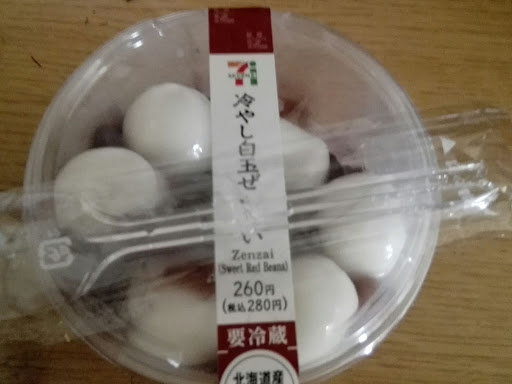 冷やし白玉ぜ
い
Zenzai
(Sweet Red Beans)
260円
(税込280円)
要冷蔵
北海道産